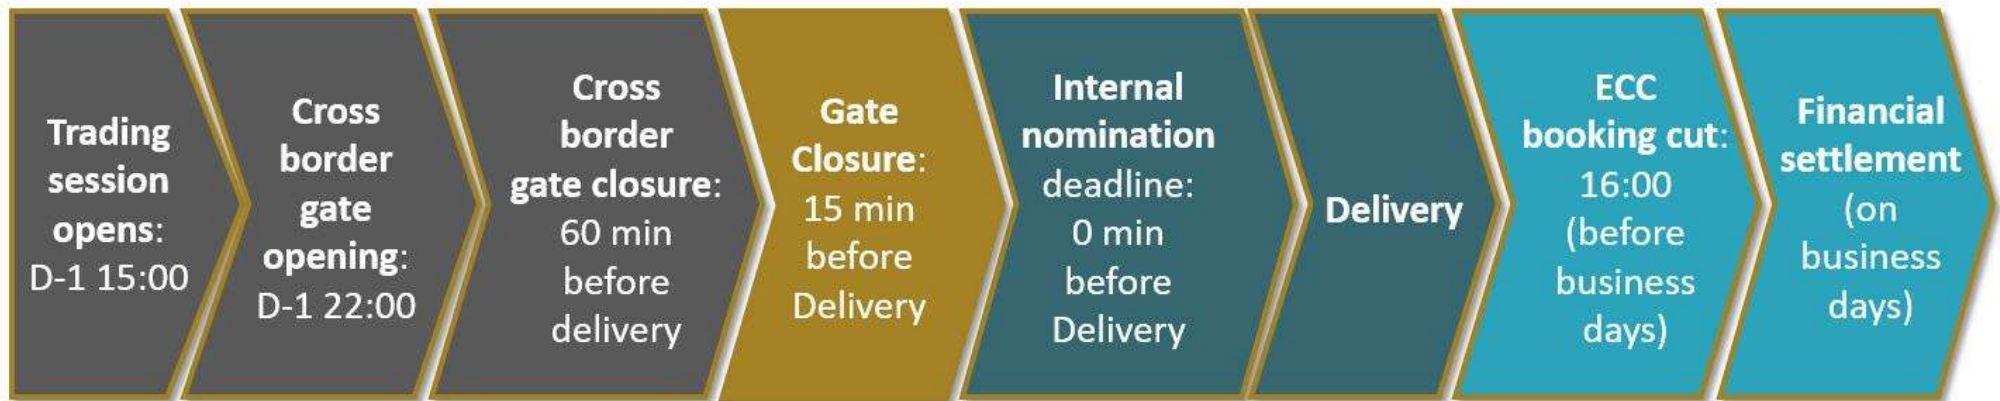 Trading
session
opens:
D-1 15:00
Cross
border
gate
opening:
D-1 22:00
Cross
border
gate closure:
60 min
before
delivery
Gate
Closure:
15 min
before
Delivery
Internal
nomination
deadline:
0 min
before
Delivery
Delivery
ECC
booking cut:
16:00
(before
business
days)
Financial
settlement
(on
business
days)